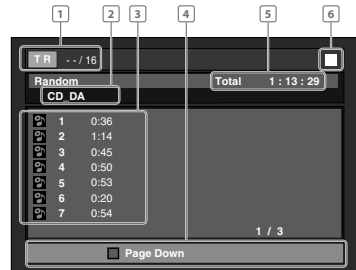 1 2 3 4 5 6
TR --/16
Random Total 1:13:29
CD_DA
1 0:36
2 1:14
3 0:45
4 0:50
5 0:53
6 0:20
7 0:54
1 / 3
Page Down